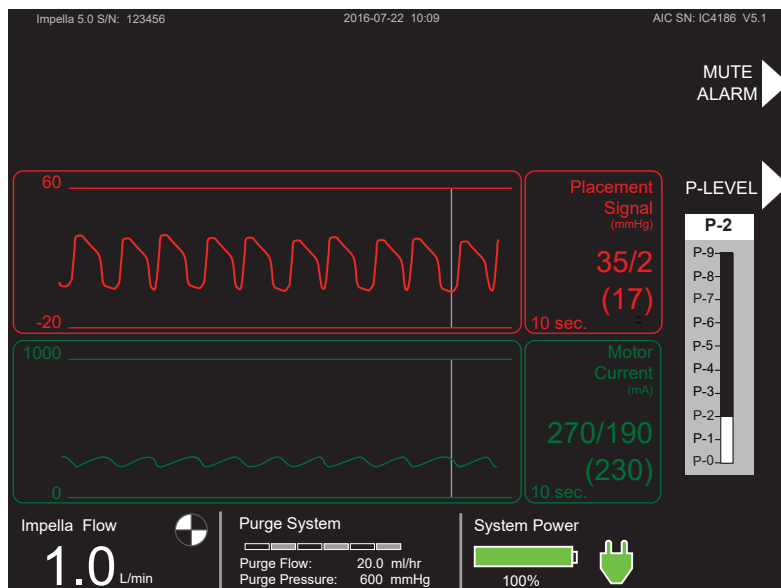 Impella 5.0 S/N: 123456
2016-07-22 10:09
AIC SN: IC4186 V5.1
MUTE
ALARM
P-LEVEL
P-2
P-9
P-8
P-7
P-6
P-5
P-4
P-3
P-2
P-1
P-0
60
-20
Placement
Signal
(mmHg)
35/2
(17)
10 sec.
1000
0
Motor
Current
(mA)
270/190
(230)
10 sec.
Impella Flow
1.0 L/min
Purge System
Purge Flow: 20.0 ml/hr
Purge Pressure: 600 mmHg
System Power
100%